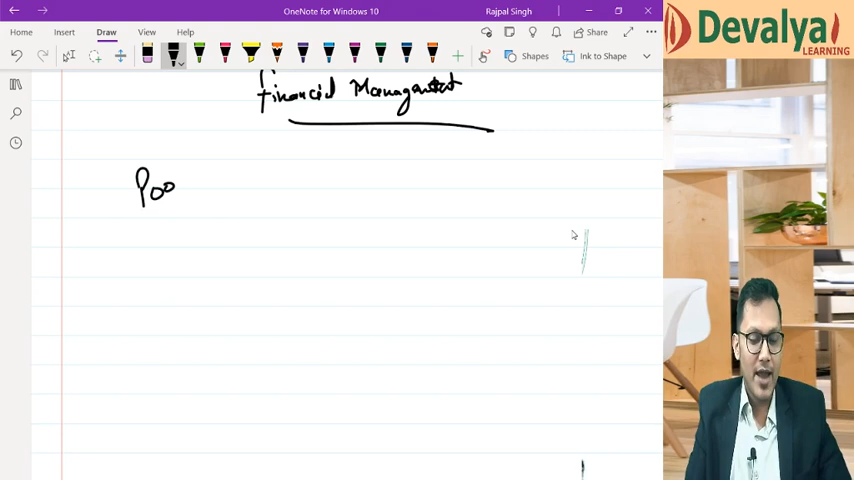 OneNote for Windows 10
Rajpal Singh
Home Insert Draw View Help
Share
Shapes
Ink to Shape
Devalya
LEARNING
Financial Management
Poo